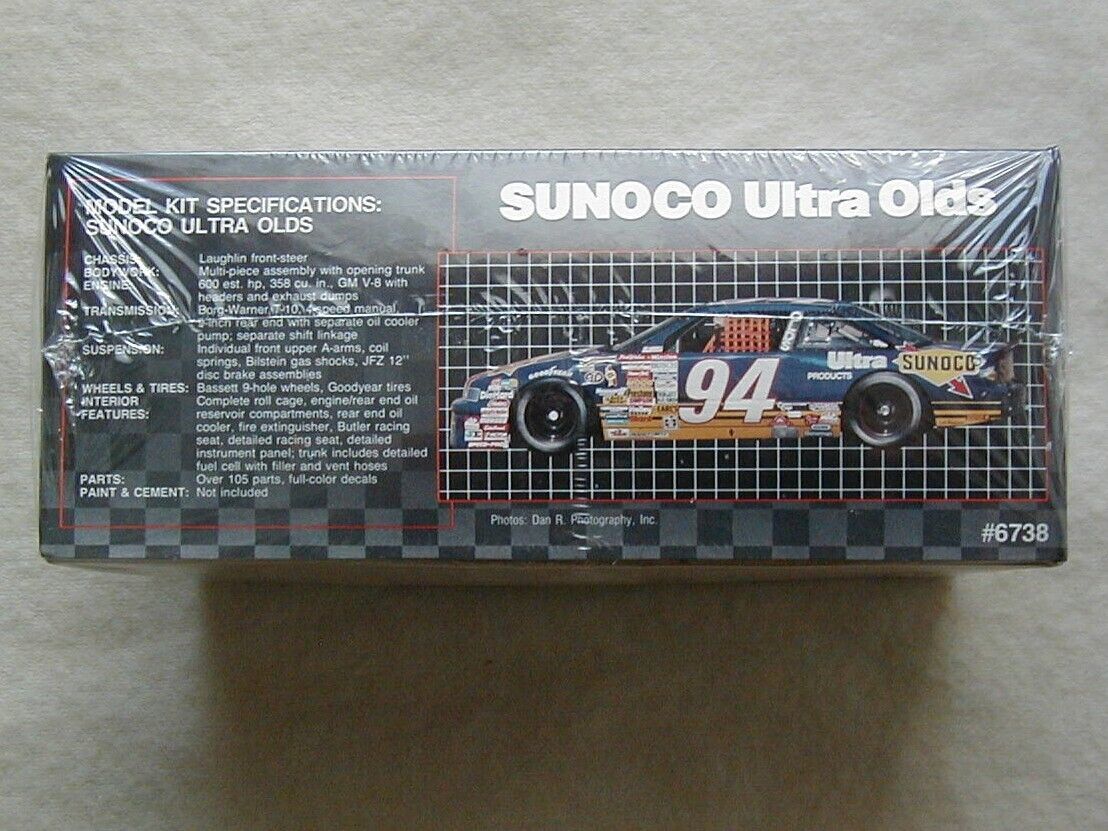 MODEL KIT SPECIFICATIONS:
SUNOCO ULTRA OLDS
CHASSIS: Laughlin front-steer
BODYWORK: Multi-piece assembly with opening trunk
ENGINE: 600 est. hp, 358 cu. in., GM V-8 with
headers and exhaust dumps
TRANSMISSION: Borg-Warner T-10, 4-speed manual,
9-inch rear end with separate oil cooler
pump; separate shift linkage
SUSPENSION: Individual front upper A-arms, coil
springs, Bilstein gas shocks, JFZ 12"
disc brake assemblies
WHEELS & TIRES: Bassett 9-hole wheels, Goodyear tires
INTERIOR Complete roll cage, engine/rear end oil
FEATURES: reservoir compartments, rear end oil
cooler, fire extinguisher, Butler racing
seat, detailed racing seat, detailed
instrument panel; trunk includes detailed
fuel cell with filler and vent hoses
PARTS: Over 105 parts, full-color decals
PAINT & CEMENT: Not included
SUNOCO Ultra Olds
GOODYEAR
DieHard
EARL'S
94
Ultra
PRODUCTS
SUNOCO
Photos: Dan R. Photography, Inc.
#6738